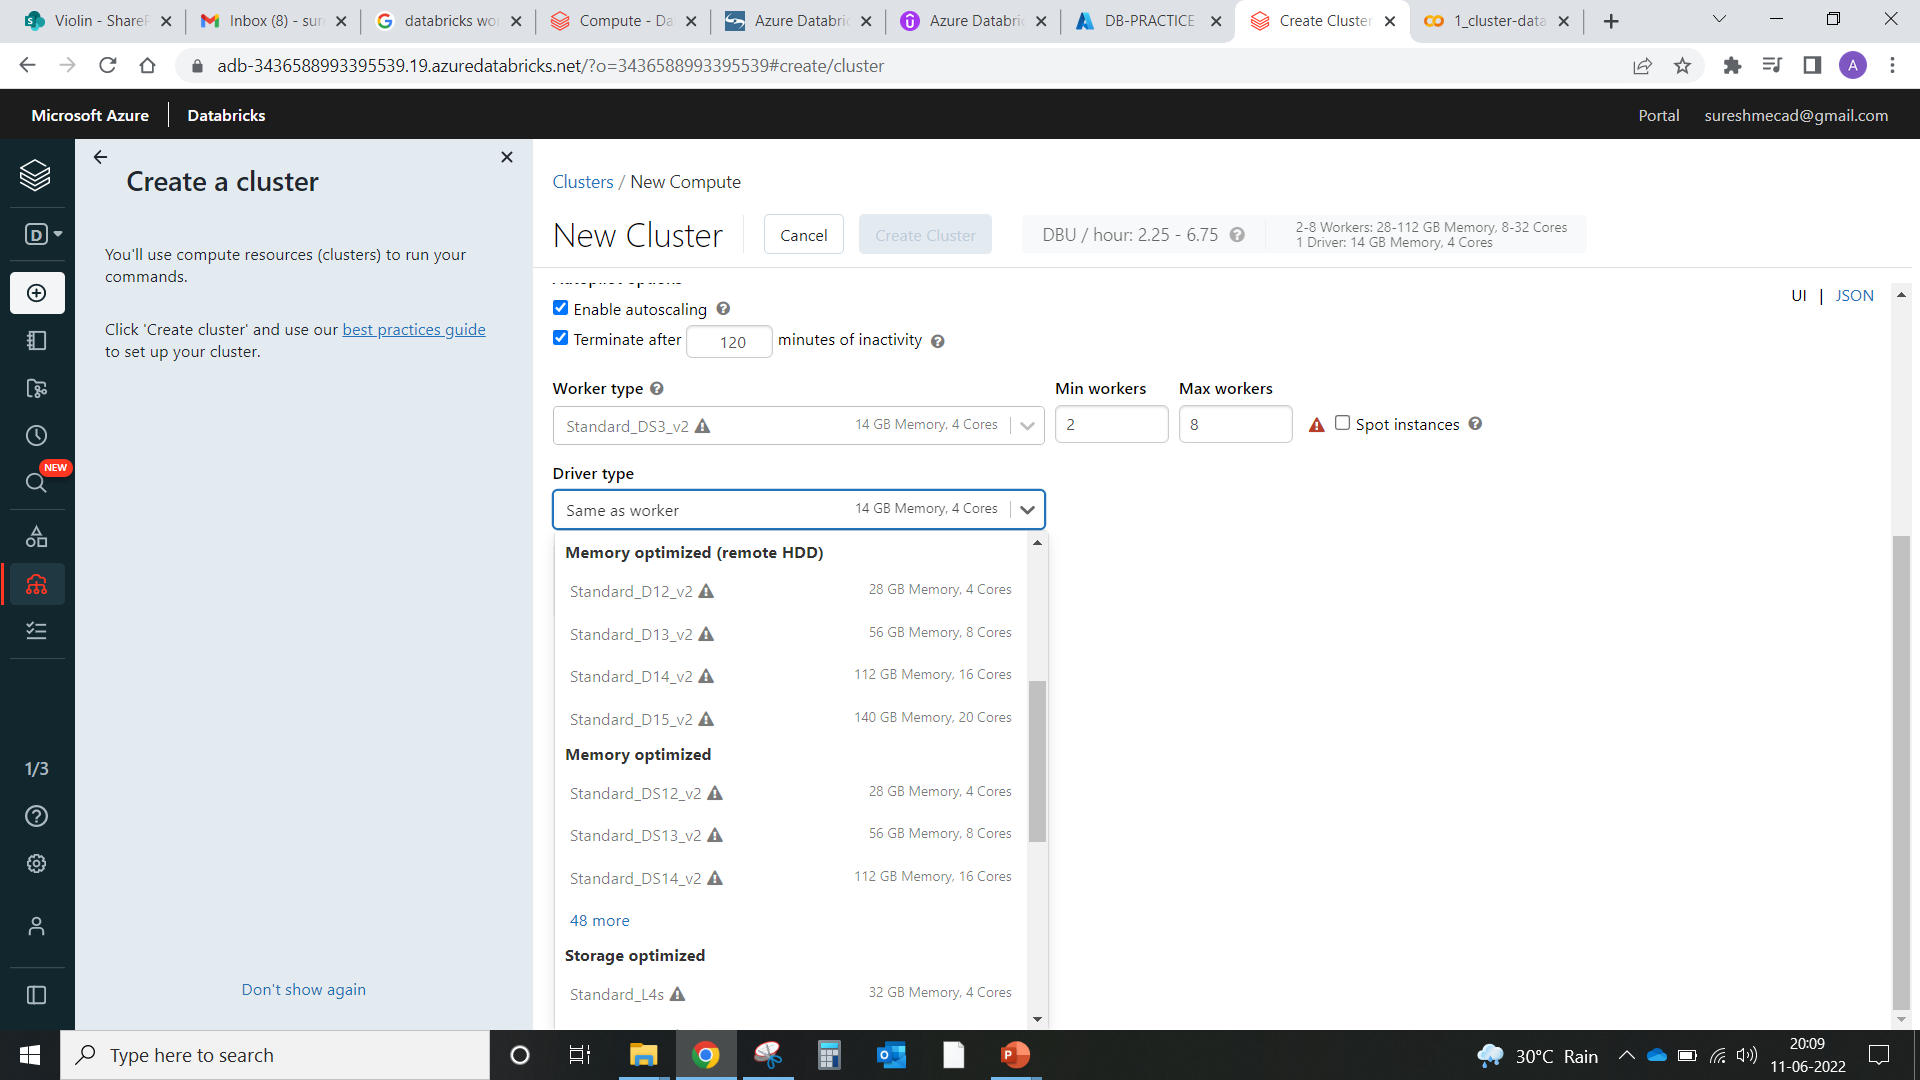 Violin - ShareP
Inbox (8) - sure
databricks wor
Compute - Da
Azure Databric
Azure Databric
DB-PRACTICE
Create Cluster
1_cluster-data
adb-3436588993395539.19.azuredatabricks.net/?o=3436588993395539#create/cluster
A
Microsoft Azure
Databricks
Portal
sureshmecad@gmail.com
D
NEW
1/3
Create a cluster
You'll use compute resources (clusters) to run your
commands.
Click 'Create cluster' and use our best practices guide
to set up your cluster.
Don't show again
Clusters / New Compute
New Cluster
Cancel
Create Cluster
DBU / hour: 2.25 - 6.75
2-8 Workers: 28-112 GB Memory, 8-32 Cores
1 Driver: 14 GB Memory, 4 Cores
Autopilot options
UI | JSON
Enable autoscaling
Terminate after 120 minutes of inactivity
Worker type
Min workers
Max workers
Standard_DS3_v2
14 GB Memory, 4 Cores
2
8
Spot instances
Driver type
Same as worker
14 GB Memory, 4 Cores
Memory optimized (remote HDD)
Standard_D12_v2
28 GB Memory, 4 Cores
Standard_D13_v2
56 GB Memory, 8 Cores
Standard_D14_v2
112 GB Memory, 16 Cores
Standard_D15_v2
140 GB Memory, 20 Cores
Memory optimized
Standard_DS12_v2
28 GB Memory, 4 Cores
Standard_DS13_v2
56 GB Memory, 8 Cores
Standard_DS14_v2
112 GB Memory, 16 Cores
48 more
Storage optimized
Standard_L4s
32 GB Memory, 4 Cores
Type here to search
30°C Rain
20:09
11-06-2022